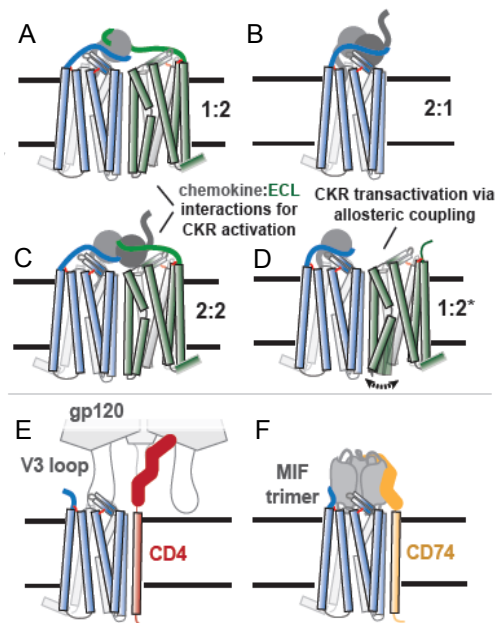 A
B
1:2
2:1
chemokine:ECL
interactions for
CKR activation
CKR transactivation via
allosteric coupling
C
D
2:2
1:2*
E
gp120
F
V3 loop
MIF
trimer
CD4
CD74